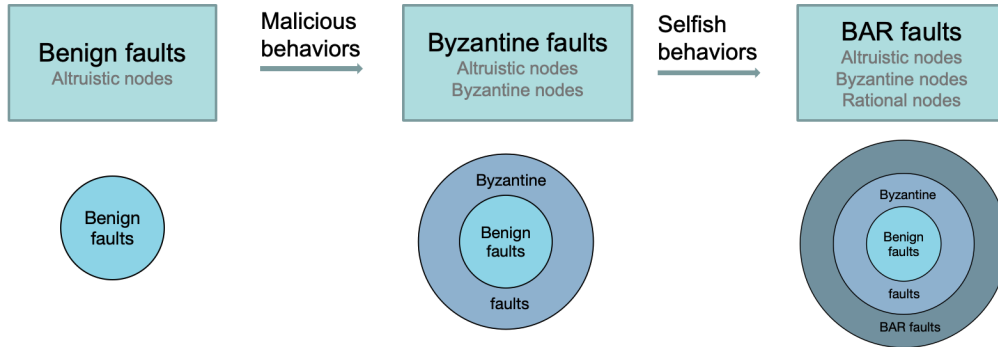 Benign faults
Altruistic nodes
Malicious
behaviors
Byzantine faults
Altruistic nodes
Byzantine nodes
Selfish
behaviors
BAR faults
Altruistic nodes
Byzantine nodes
Rational nodes
Benign
faults
Byzantine
Benign
faults
faults
Byzantine
Benign
faults
faults
BAR faults